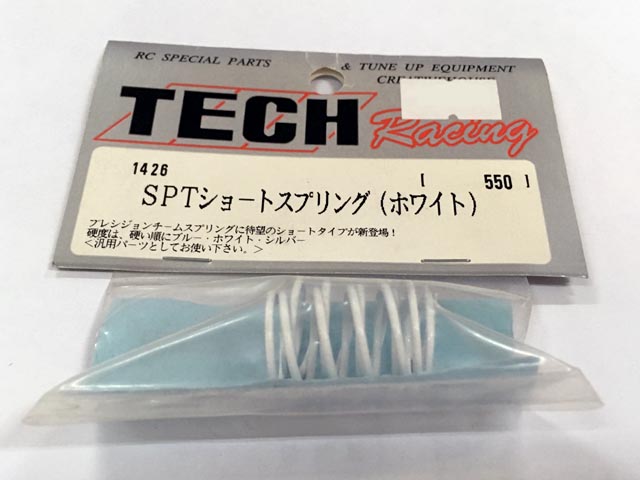 RC SPECIAL PARTS & TUNE UP EQUIPMENT
CREATIVEHOUSE
TECH
Racing
1426 [ 550 ]
SPTショートスプリング(ホワイト)
プレシジョンチームスプリングに待望のショートタイプが新登場!
硬度は、硬い順にブルー・ホワイト・シルバー
<汎用パーツとしてお使い下さい。>